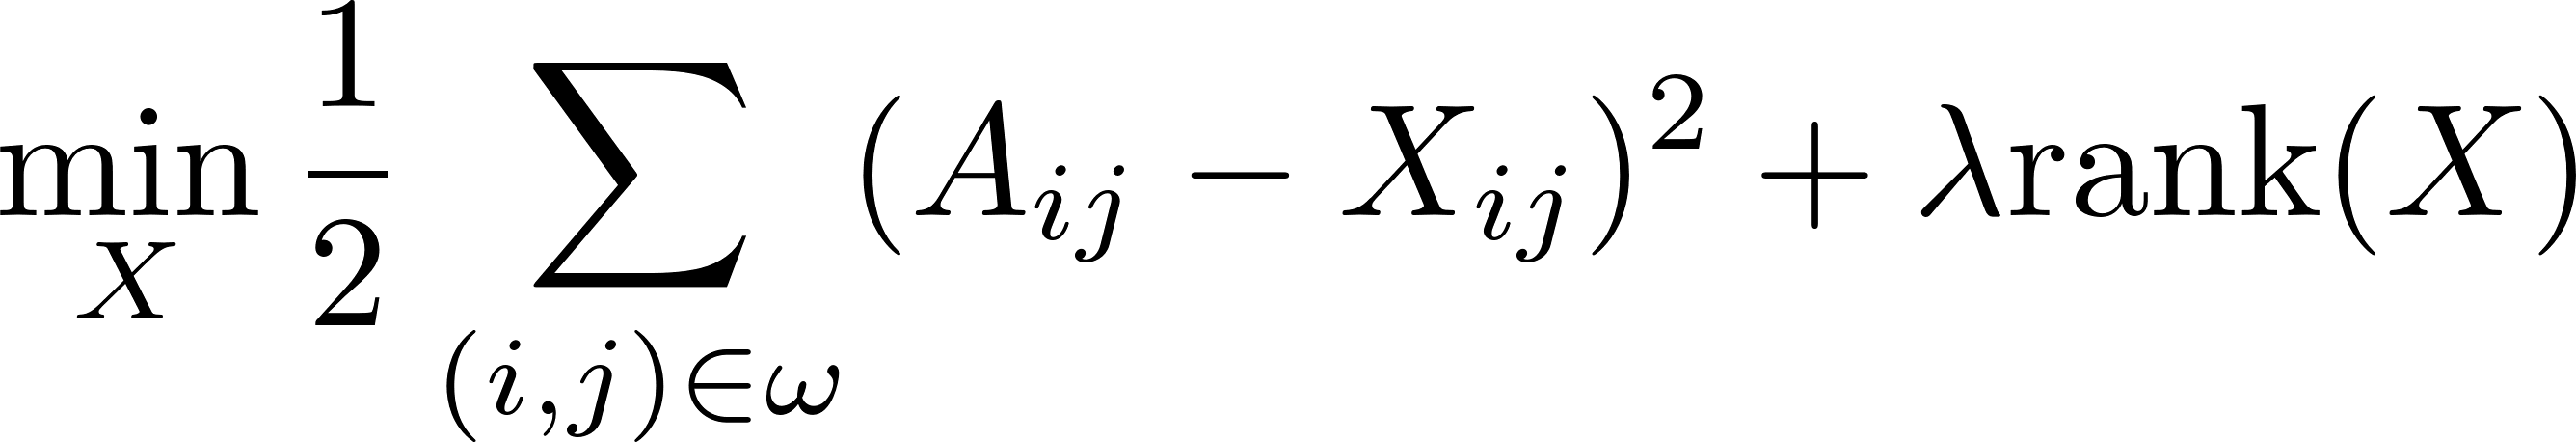 \min_{X} \frac{1}{2} \sum_{(i,j) \in \omega} (A_{ij} - X_{ij})^2 + \lambda \mathrm{rank}(X)